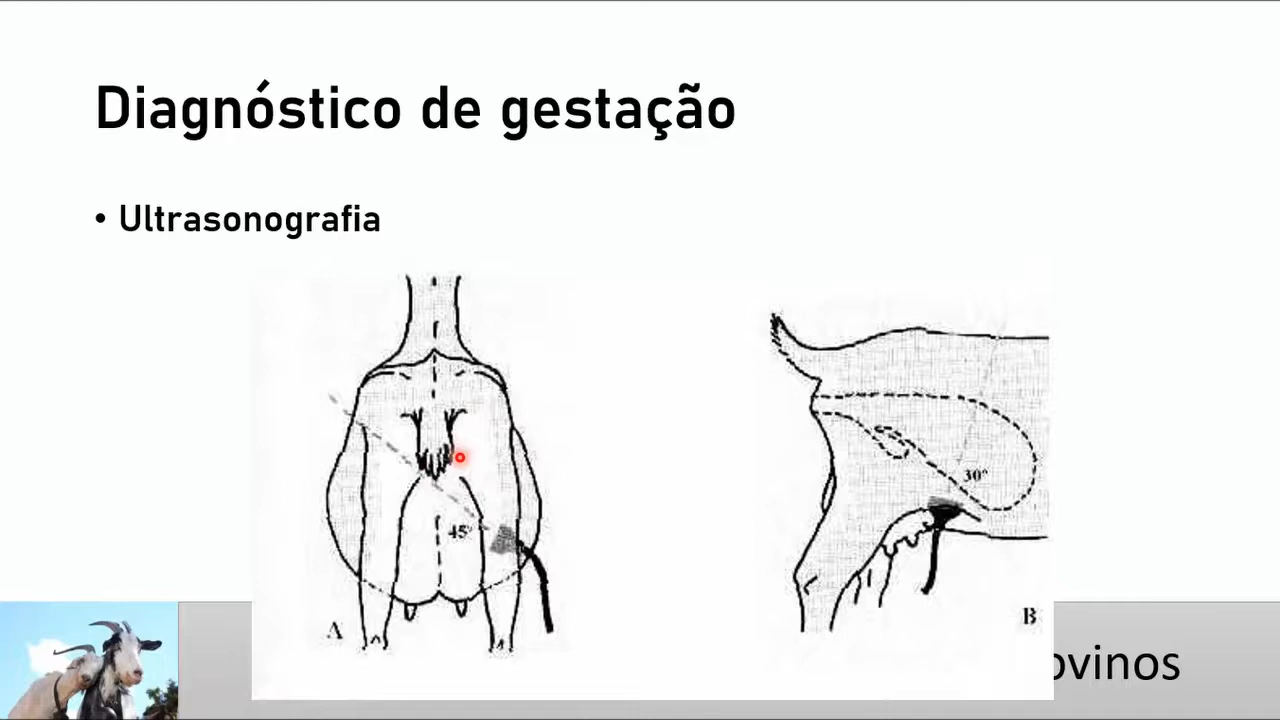 Diagnóstico de gestação
• Ultrasonografia
45°
30°
A
B
ovinos